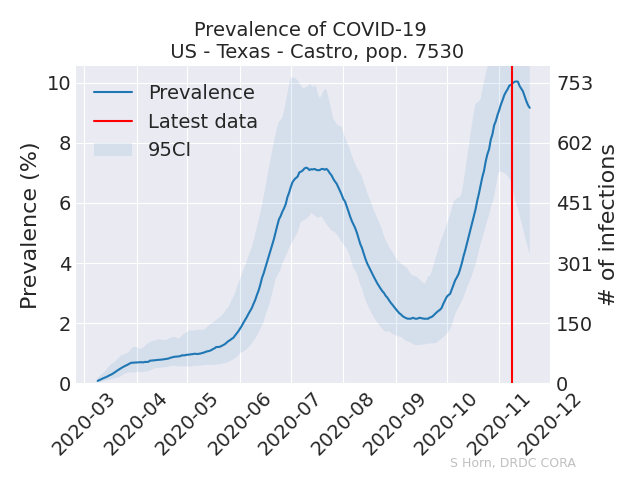 Prevalence of COVID-19
US - Texas - Castro, pop. 7530
Prevalence
Latest data
95CI
Prevalence (%)
10
8
6
4
2
0
753
602
451
301
150
0
# of infections
2020-03
2020-04
2020-05
2020-06
2020-07
2020-08
2020-09
2020-10
2020-11
2020-12
S Horn, DRDC CORA